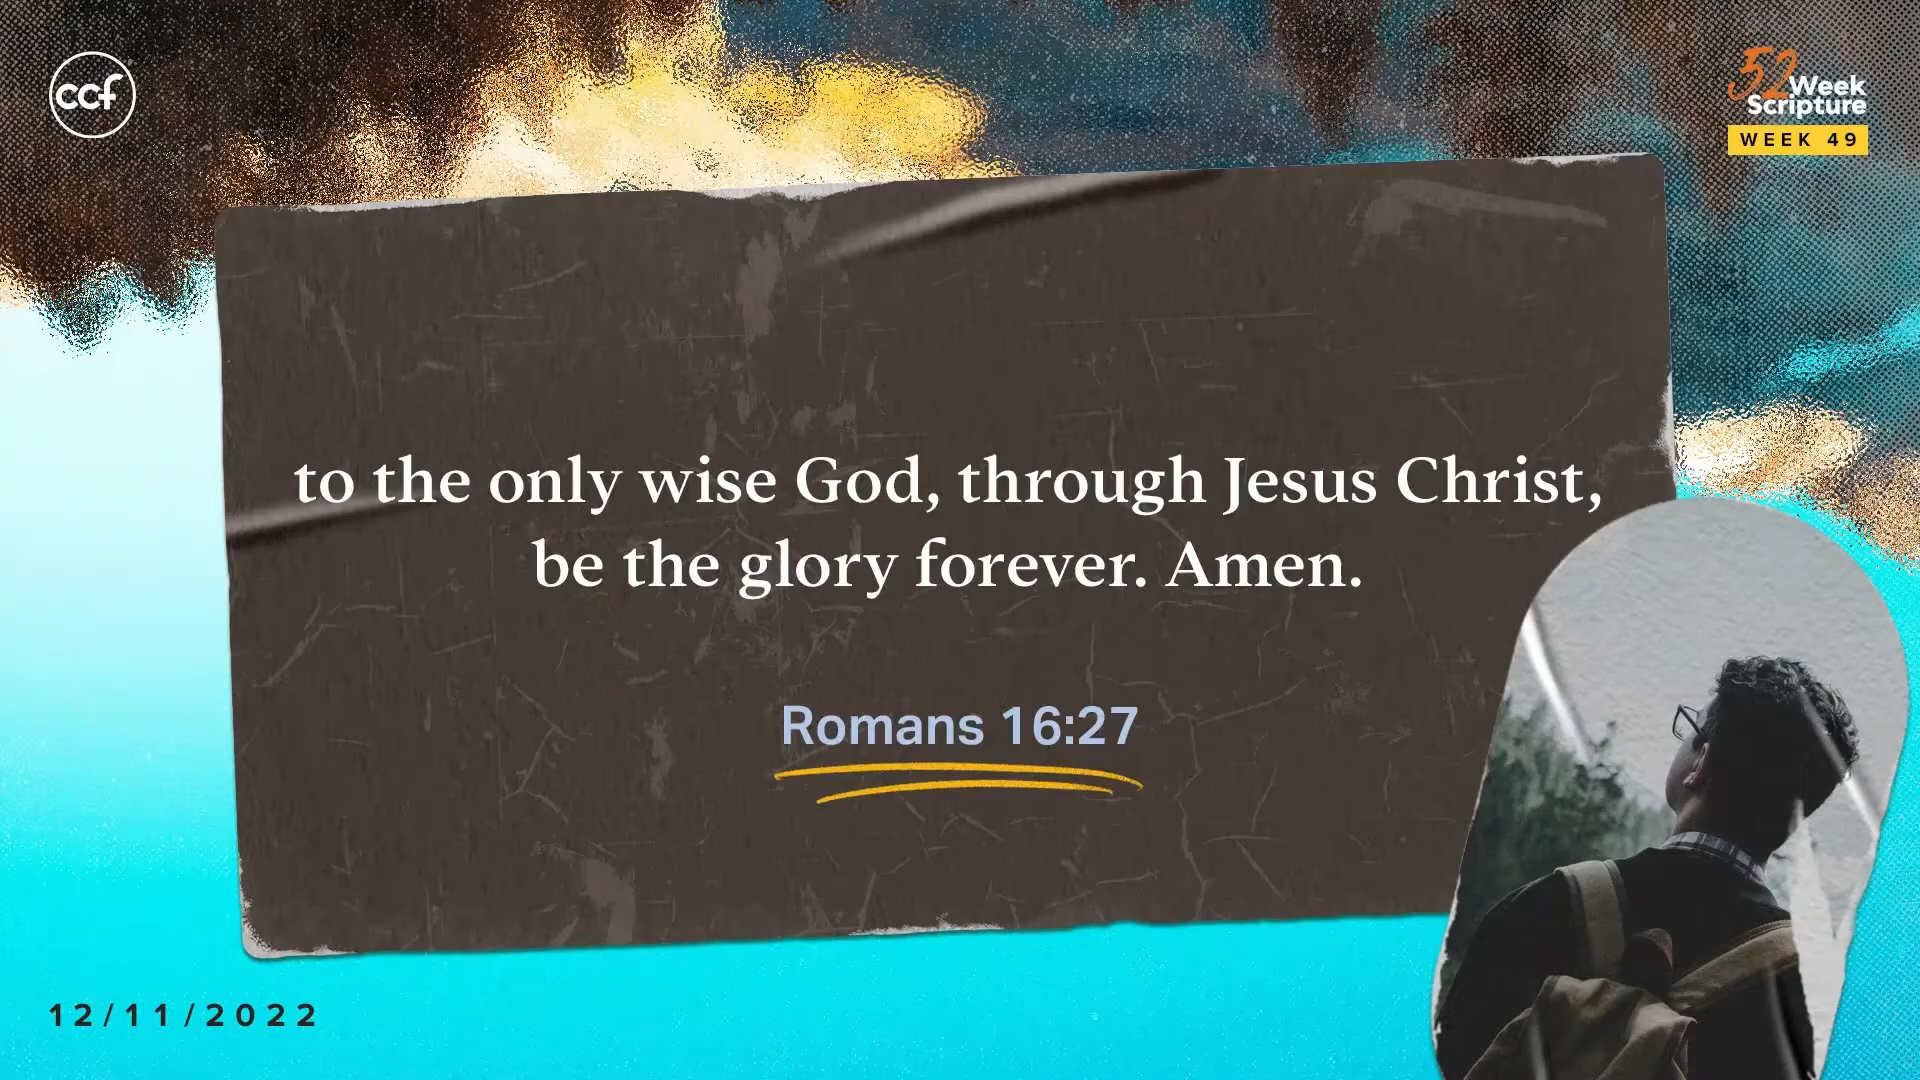 ccf
52
Week
Scripture
WEEK 49
to the only wise God, through Jesus Christ,
be the glory forever. Amen.
Romans 16:27
12/11/2022